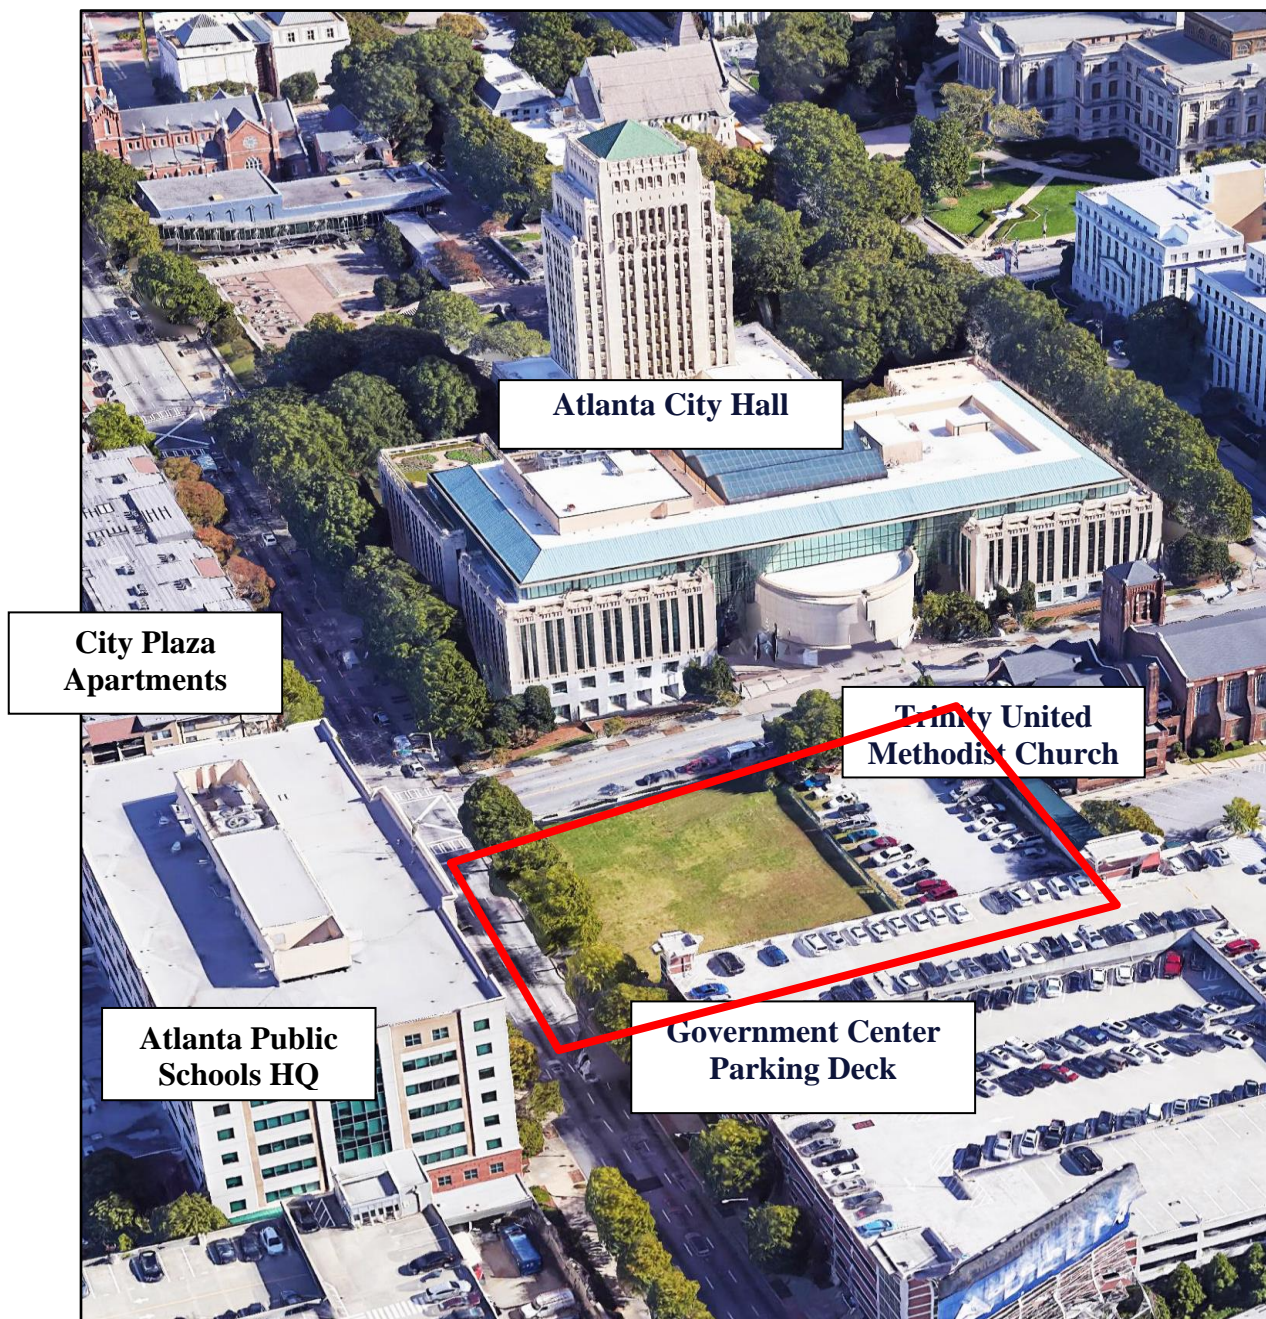 Atlanta City Hall
City Plaza
Apartments
Trinity United
Methodist Church
Atlanta Public
Schools HQ
Government Center
Parking Deck